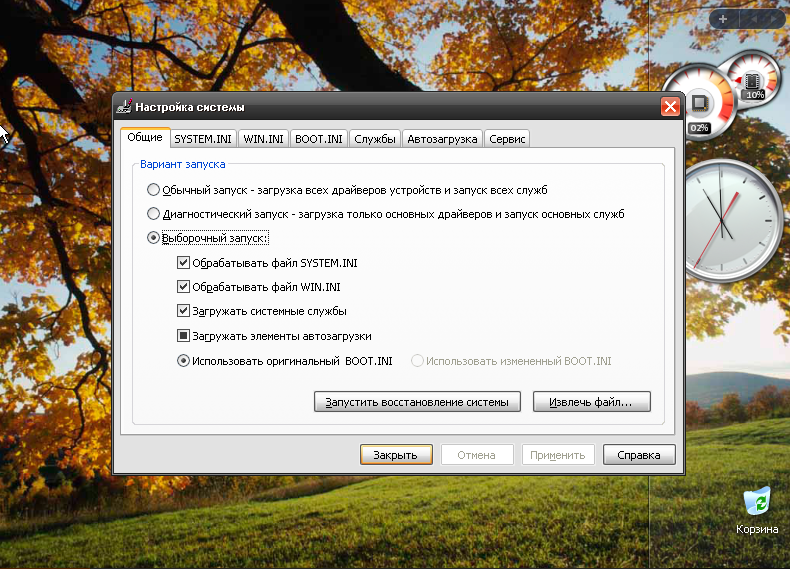 Настройка системы
10%
02%
Общие SYSTEM.INI WIN.INI BOOT.INI Службы Автозагрузка Сервис
Вариант запуска
Обычный запуск - загрузка всех драйверов устройств и запуск всех служб
Диагностический запуск - загрузка только основных драйверов и запуск основных служб
Выборочный запуск:
Обрабатывать файл SYSTEM.INI
Обрабатывать файл WIN.INI
Загружать системные службы
Загружать элементы автозагрузки
Использовать оригинальный BOOT.INI Использовать измененный BOOT.INI
Запустить восстановление системы Извлечь файл...
Закрыть Отмена Применить Справка
Корзина